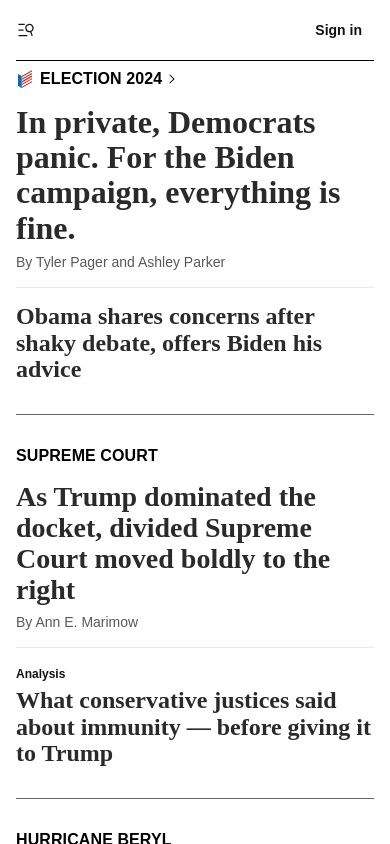 Sign in
ELECTION 2024
In private, Democrats
panic. For the Biden
campaign, everything is
fine.
By Tyler Pager and Ashley Parker
Obama shares concerns after
shaky debate, offers Biden his
advice
SUPREME COURT
As Trump dominated the
docket, divided Supreme
Court moved boldly to the
right
By Ann E. Marimow
Analysis
What conservative justices said
about immunity — before giving it
to Trump
HURRICANE BERYL